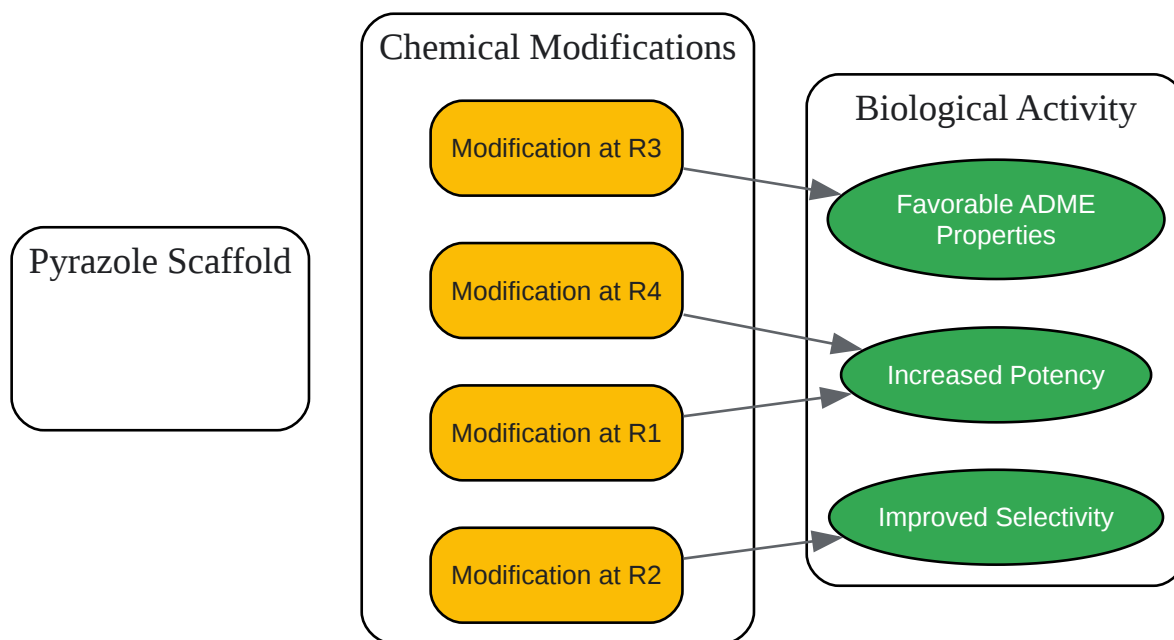 Pyrazole Scaffold
Chemical Modifications
Modification at R3
Modification at R4
Modification at R1
Modification at R2
Biological Activity
Favorable ADME
Properties
Increased Potency
Improved Selectivity